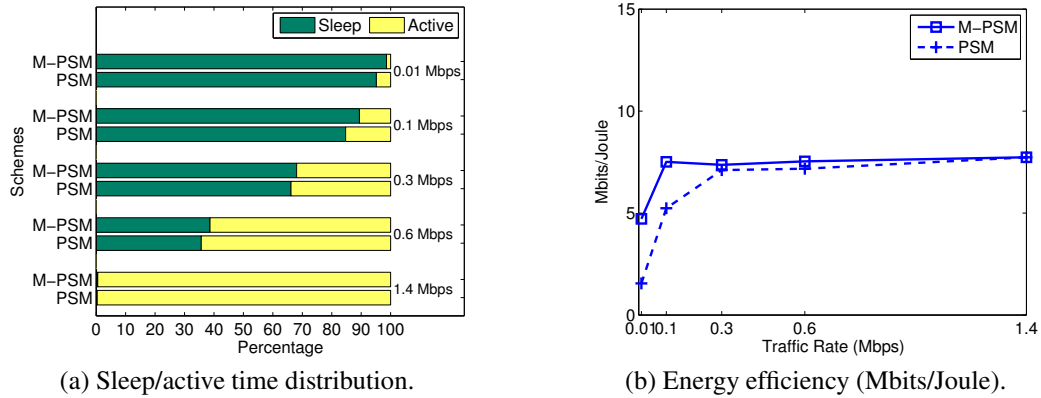 Sleep Active
M−PSM
PSM
0.01 Mbps
M−PSM
PSM
0.1 Mbps
M−PSM
PSM
0.3 Mbps
M−PSM
PSM
0.6 Mbps
M−PSM
PSM
1.4 Mbps
Schemes
0 10 20 30 40 50 60 70 80 90 100
Percentage
(a) Sleep/active time distribution.
M−PSM
PSM
15
10
5
0
Mbits/Joule
0.01 0.1 0.3 0.6 1.4
Traffic Rate (Mbps)
(b) Energy efficiency (Mbits/Joule).